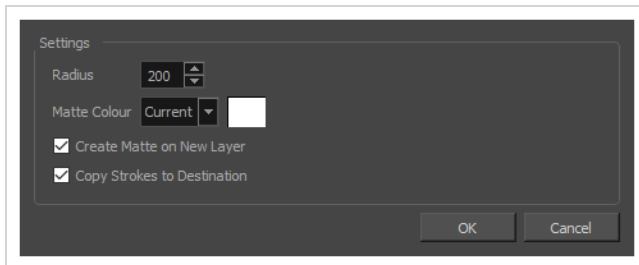 Settings
Radius 200
Matte Colour Current
Create Matte on New Layer
Copy Strokes to Destination
OK Cancel